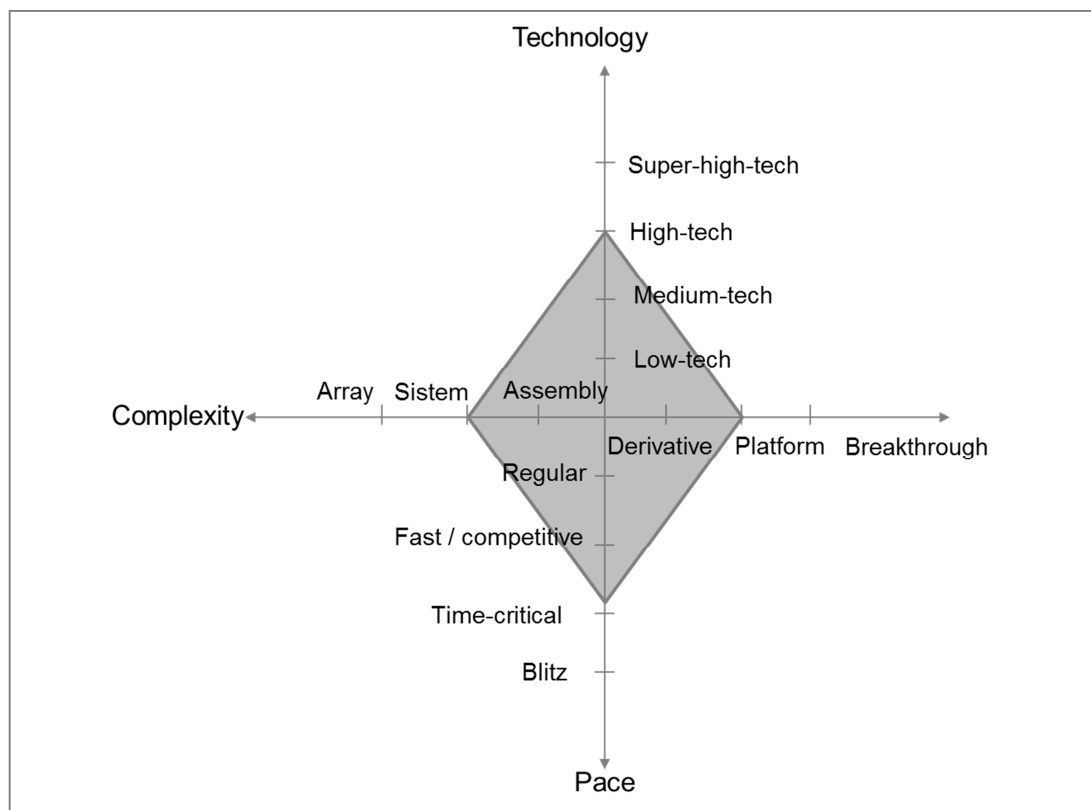 Technology
Super-high-tech
High-tech
Medium-tech
Low-tech
Array
Sistem
Assembly
Complexity
Derivative
Platform
Breakthrough
Regular
Fast / competitive
Time-critical
Blitz
Pace